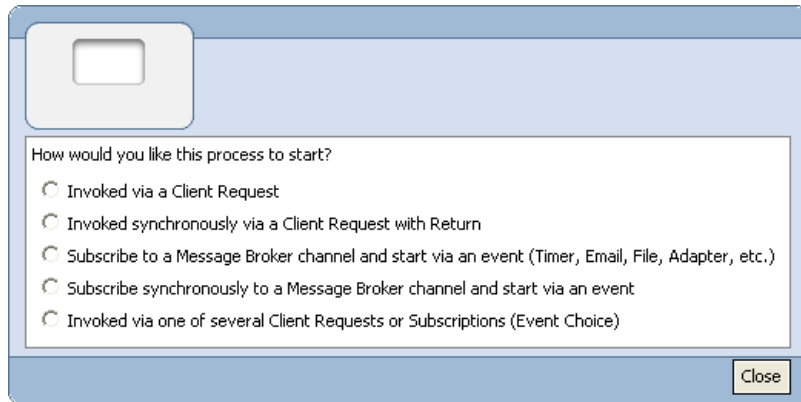 How would you like this process to start?
Invoked via a Client Request
Invoked synchronously via a Client Request with Return
Subscribe to a Message Broker channel and start via an event (Timer, Email, File, Adapter, etc.)
Subscribe synchronously to a Message Broker channel and start via an event
Invoked via one of several Client Requests or Subscriptions (Event Choice)
Close